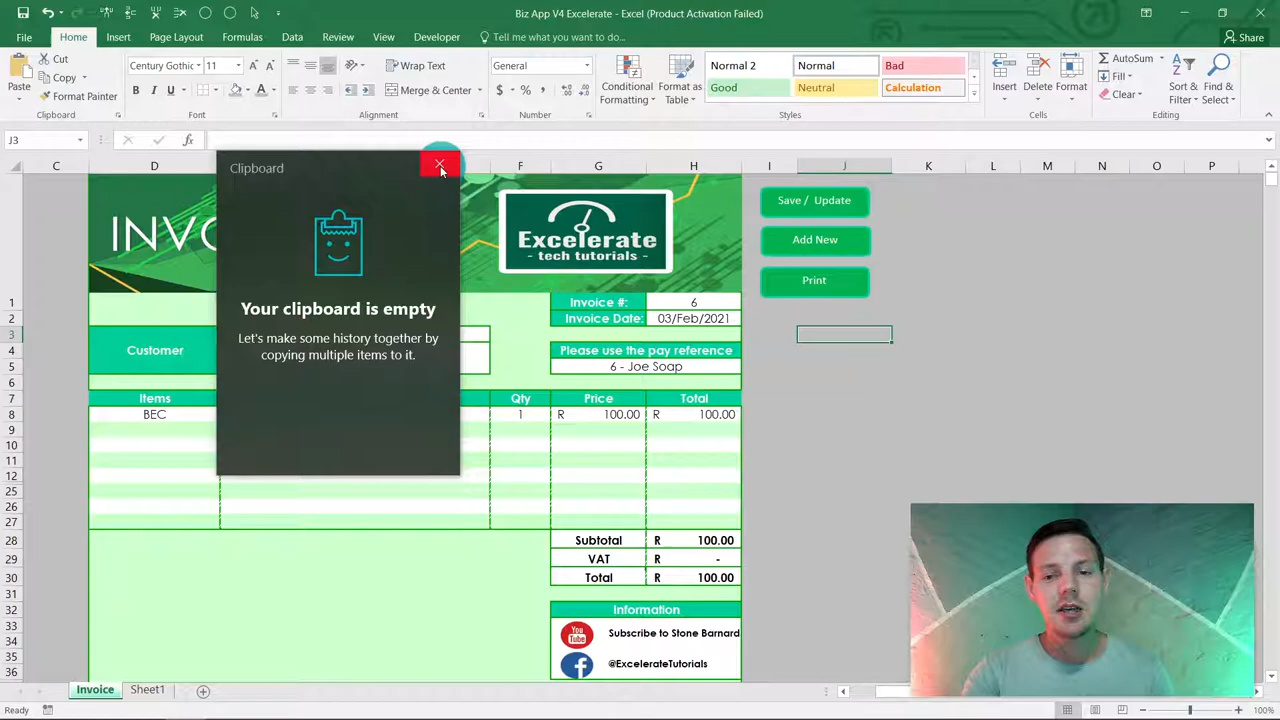 Biz App V4 Excelerate - Excel (Product Activation Failed)
File Home Insert Page Layout Formulas Data Review View Developer Tell me what you want to do... Share
Paste
Cut
Copy
Format Painter
Clipboard
Century Gothic 11
B I U
Font
Wrap Text
Merge & Center
Alignment
General
$ % ,
Number
Conditional Formatting
Format as Table
Normal 2 Normal Bad
Good Neutral Calculation
Styles
Insert Delete Format
Cells
AutoSum
Fill
Clear
Sort & Filter
Find & Select
Editing
J3 fx
C D F G H I J K L M N O P
Clipboard
Your clipboard is empty
Let's make some history together by
copying multiple items to it.
INVO
Excelerate
- tech tutorials -
Save / Update
Add New
Print
1 Invoice #: 6
2 Invoice Date: 03/Feb/2021
3
4 Customer Please use the pay reference
5 6 - Joe Soap
6
7 Items Qty Price Total
8 BEC 1 R 100.00 R 100.00
9
10
11
12
25
26
27
28 Subtotal R 100.00
29 VAT R -
30 Total R 100.00
31
32 Information
33 You Tube Subscribe to Stone Barnard
34
35 f @ExcelerateTutorials
36
Invoice Sheet1
Ready 100%